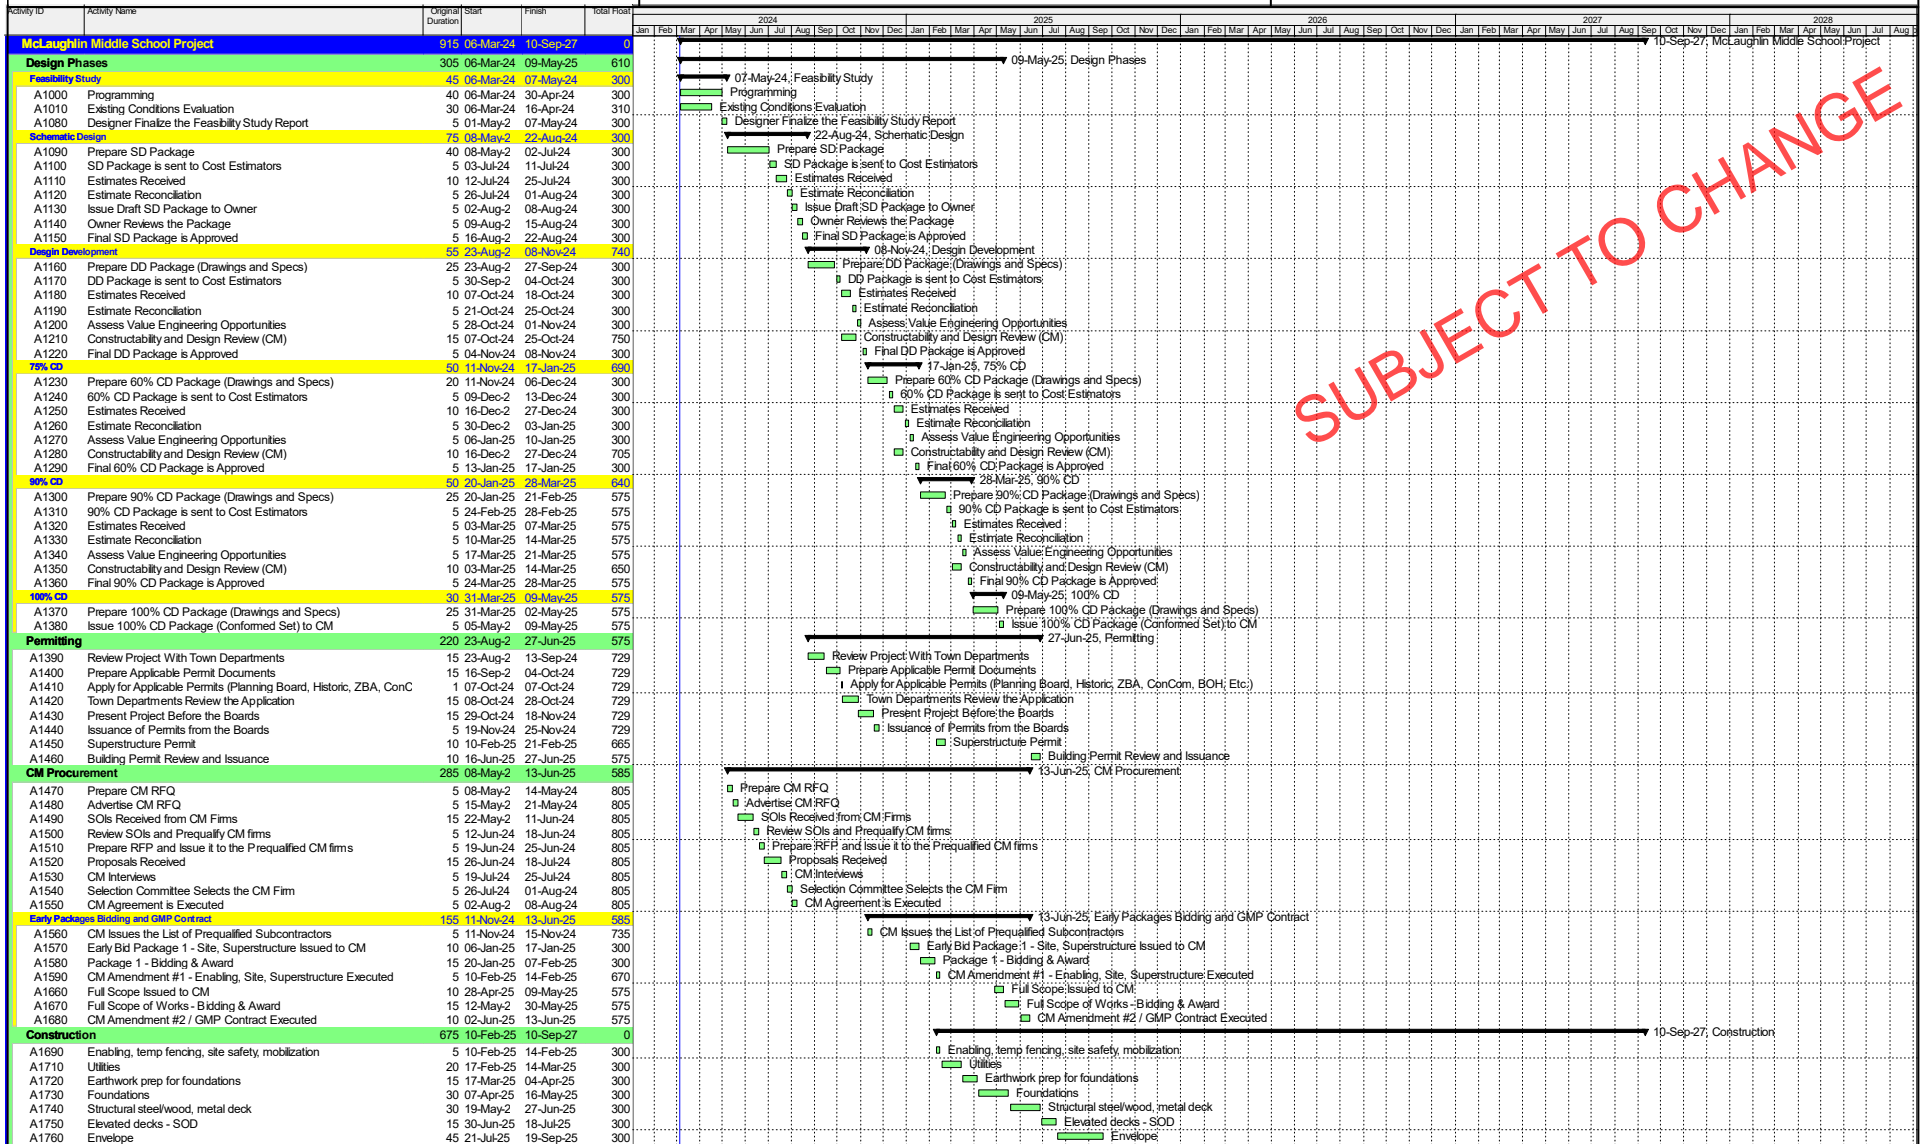 Activity ID Activity Name Original Duration Start Finish Total Float 2024 2025 2026 2027 2028
Jan Feb Mar Apr May Jun Jul Aug Sep Oct Nov Dec Jan Feb Mar Apr May Jun Jul Aug Sep Oct Nov Dec Jan Feb Mar Apr May Jun Jul Aug Sep Oct Nov Dec Jan Feb Mar Apr May Jun Jul Aug Sep Oct Nov Dec Jan Feb Mar Apr May Jun Jul Aug
McLaughlin Middle School Project 915 06-Mar-24 10-Sep-27 0 10-Sep-27, McLaughlin Middle School Project
Design Phases 305 06-Mar-24 09-May-25 610 09-May-25, Design Phases
Feasibility Study 45 06-Mar-24 07-May-24 300 07-May-24, Feasibility Study
A1000 Programming 40 06-Mar-24 30-Apr-24 300 Programming
A1010 Existing Conditions Evaluation 30 06-Mar-24 16-Apr-24 310 Existing Conditions Evaluation
A1080 Designer Finalize the Feasibility Study Report 5 01-May-2 07-May-24 300 Designer Finalize the Feasibility Study Report
Schematic Design 75 08-May-2 22-Aug-24 300 22-Aug-24, Schematic Design
A1090 Prepare SD Package 40 08-May-2 02-Jul-24 300 Prepare SD Package
A1100 SD Package is sent to Cost Estimators 5 03-Jul-24 11-Jul-24 300 SD Package is sent to Cost Estimators
A1110 Estimates Received 10 12-Jul-24 25-Jul-24 300 Estimates Received
A1120 Estimate Reconciliation 5 26-Jul-24 01-Aug-24 300 Estimate Reconciliation
A1130 Issue Draft SD Package to Owner 5 02-Aug-2 08-Aug-24 300 Issue Draft SD Package to Owner
A1140 Owner Reviews the Package 5 09-Aug-2 15-Aug-24 300 Owner Reviews the Package
A1150 Final SD Package is Approved 5 16-Aug-2 22-Aug-24 300 Final SD Package is Approved
Desgin Development 55 23-Aug-2 08-Nov-24 740 08-Nov-24, Desgin Development
A1160 Prepare DD Package (Drawings and Specs) 25 23-Aug-2 27-Sep-24 300 Prepare DD Package (Drawings and Specs)
A1170 DD Package is sent to Cost Estimators 5 30-Sep-2 04-Oct-24 300 DD Package is sent to Cost Estimators
A1180 Estimates Received 10 07-Oct-24 18-Oct-24 300 Estimates Received
A1190 Estimate Reconciliation 5 21-Oct-24 25-Oct-24 300 Estimate Reconciliation
A1200 Assess Value Engineering Opportunities 5 28-Oct-24 01-Nov-24 300 Assess Value Engineering Opportunities
A1210 Constructability and Design Review (CM) 15 07-Oct-24 25-Oct-24 750 Constructability and Design Review (CM)
A1220 Final DD Package is Approved 5 04-Nov-24 08-Nov-24 300 Final DD Package is Approved
75% CD 50 11-Nov-24 17-Jan-25 690 17-Jan-25, 75% CD
A1230 Prepare 60% CD Package (Drawings and Specs) 20 11-Nov-24 06-Dec-24 300 Prepare 60% CD Package (Drawings and Specs)
A1240 60% CD Package is sent to Cost Estimators 5 09-Dec-2 13-Dec-24 300 60% CD Package is sent to Cost Estimators
A1250 Estimates Received 10 16-Dec-2 27-Dec-24 300 Estimates Received
A1260 Estimate Reconciliation 5 30-Dec-2 03-Jan-25 300 Estimate Reconciliation
A1270 Assess Value Engineering Opportunities 5 06-Jan-25 10-Jan-25 300 Assess Value Engineering Opportunities
A1280 Constructability and Design Review (CM) 10 16-Dec-2 27-Dec-24 705 Constructability and Design Review (CM)
A1290 Final 60% CD Package is Approved 5 13-Jan-25 17-Jan-25 300 Final 60% CD Package is Approved
90% CD 50 20-Jan-25 28-Mar-25 640 28-Mar-25, 90% CD
A1300 Prepare 90% CD Package (Drawings and Specs) 25 20-Jan-25 21-Feb-25 575 Prepare 90% CD Package (Drawings and Specs)
A1310 90% CD Package is sent to Cost Estimators 5 24-Feb-25 28-Feb-25 575 90% CD Package is sent to Cost Estimators
A1320 Estimates Received 5 03-Mar-25 07-Mar-25 575 Estimates Received
A1330 Estimate Reconciliation 5 10-Mar-25 14-Mar-25 575 Estimate Reconciliation
A1340 Assess Value Engineering Opportunities 5 17-Mar-25 21-Mar-25 575 Assess Value Engineering Opportunities
A1350 Constructability and Design Review (CM) 10 03-Mar-25 14-Mar-25 650 Constructability and Design Review (CM)
A1360 Final 90% CD Package is Approved 5 24-Mar-25 28-Mar-25 575 Final 90% CD Package is Approved
100% CD 30 31-Mar-25 09-May-25 575 09-May-25, 100% CD
A1370 Prepare 100% CD Package (Drawings and Specs) 25 31-Mar-25 02-May-25 575 Prepare 100% CD Package (Drawings and Specs)
A1380 Issue 100% CD Package (Conformed Set) to CM 5 05-May-2 09-May-25 575 Issue 100% CD Package (Conformed Set) to CM
Permitting 220 23-Aug-2 27-Jun-25 575 27-Jun-25, Permitting
A1390 Review Project With Town Departments 15 23-Aug-2 13-Sep-24 729 Review Project With Town Departments
A1400 Prepare Applicable Permit Documents 15 16-Sep-2 04-Oct-24 729 Prepare Applicable Permit Documents
A1410 Apply for Applicable Permits (Planning Board, Historic, ZBA, ConC 1 07-Oct-24 07-Oct-24 729 Apply for Applicable Permits (Planning Board, Historic, ZBA, ConCom, BOH, Etc.)
A1420 Town Departments Review the Application 15 08-Oct-24 28-Oct-24 729 Town Departments Review the Application
A1430 Present Project Before the Boards 15 29-Oct-24 18-Nov-24 729 Present Project Before the Boards
A1440 Issuance of Permits from the Boards 5 19-Nov-24 25-Nov-24 729 Issuance of Permits from the Boards
A1450 Superstructure Permit 10 10-Feb-25 21-Feb-25 665 Superstructure Permit
A1460 Building Permit Review and Issuance 10 16-Jun-25 27-Jun-25 575 Building Permit Review and Issuance
CM Procurement 285 08-May-2 13-Jun-25 585 13-Jun-25, CM Procurement
A1470 Prepare CM RFQ 5 08-May-2 14-May-24 805 Prepare CM RFQ
A1480 Advertise CM RFQ 5 15-May-2 21-May-24 805 Advertise CM RFQ
A1490 SOIs Received from CM Firms 15 22-May-2 11-Jun-24 805 SOIs Received from CM Firms
A1500 Review SOIs and Prequalify CM firms 5 12-Jun-24 18-Jun-24 805 Review SOIs and Prequalify CM firms
A1510 Prepare RFP and Issue it to the Prequalified CM firms 5 19-Jun-24 25-Jun-24 805 Prepare RFP and Issue it to the Prequalified CM firms
A1520 Proposals Received 15 26-Jun-24 18-Jul-24 805 Proposals Received
A1530 CM Interviews 5 19-Jul-24 25-Jul-24 805 CM Interviews
A1540 Selection Committee Selects the CM Firm 5 26-Jul-24 01-Aug-24 805 Selection Committee Selects the CM Firm
A1550 CM Agreement is Executed 5 02-Aug-2 08-Aug-24 805 CM Agreement is Executed
Early Packages Bidding and GMP Contract 155 11-Nov-24 13-Jun-25 585 13-Jun-25, Early Packages Bidding and GMP Contract
A1560 CM Issues the List of Prequalified Subcontractors 5 11-Nov-24 15-Nov-24 735 CM Issues the List of Prequalified Subcontractors
A1570 Early Bid Package 1 - Site, Superstructure Issued to CM 10 06-Jan-25 17-Jan-25 300 Early Bid Package 1 - Site, Superstructure Issued to CM
A1580 Package 1 - Bidding & Award 15 20-Jan-25 07-Feb-25 300 Package 1 - Bidding & Award
A1590 CM Amendment #1 - Enabling, Site, Superstructure Executed 5 10-Feb-25 14-Feb-25 670 CM Amendment #1 - Enabling, Site, Superstructure Executed
A1660 Full Scope Issued to CM 10 28-Apr-25 09-May-25 575 Full Scope Issued to CM
A1670 Full Scope of Works - Bidding & Award 15 12-May-2 30-May-25 575 Full Scope of Works - Bidding & Award
A1680 CM Amendment #2 / GMP Contract Executed 10 02-Jun-25 13-Jun-25 575 CM Amendment #2 / GMP Contract Executed
Construction 675 10-Feb-25 10-Sep-27 0 10-Sep-27, Construction
A1690 Enabling, temp fencing, site safety, mobilization 5 10-Feb-25 14-Feb-25 300 Enabling, temp fencing, site safety, mobilization
A1710 Utilities 20 17-Feb-25 14-Mar-25 300 Utilities
A1720 Earthwork prep for foundations 15 17-Mar-25 04-Apr-25 300 Earthwork prep for foundations
A1730 Foundations 30 07-Apr-25 16-May-25 300 Foundations
A1740 Structural steel/wood, metal deck 30 19-May-2 27-Jun-25 300 Structural steel/wood, metal deck
A1750 Elevated decks - SOD 15 30-Jun-25 18-Jul-25 300 Elevated decks - SOD
A1760 Envelope 45 21-Jul-25 19-Sep-25 300 Envelope
SUBJECT TO CHANGE